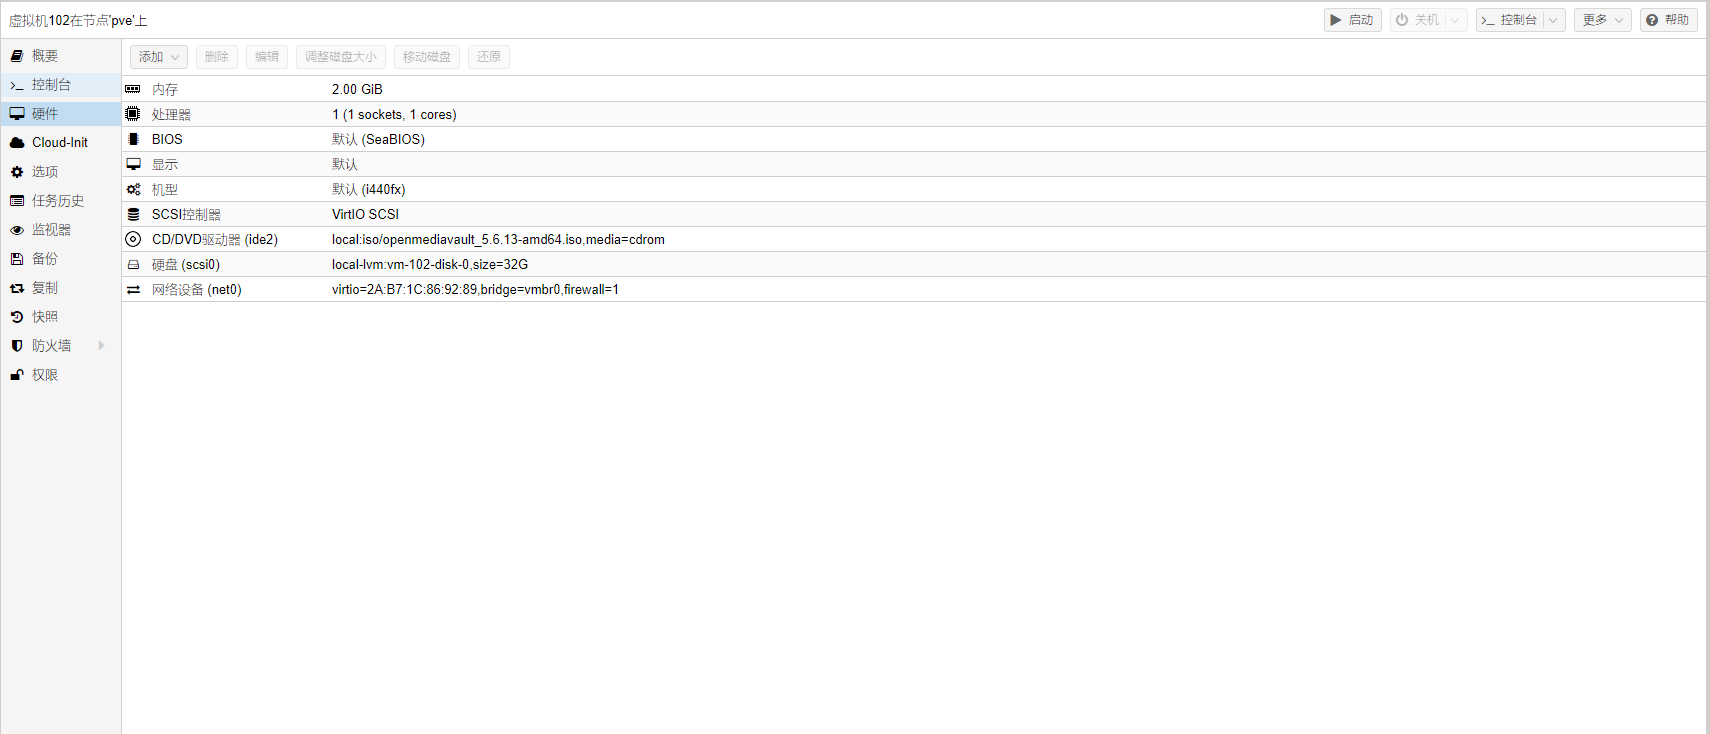 虚拟机102在节点'pve'上 启动 关机 控制台 更多 帮助
概要 添加 删除 编辑 调整磁盘大小 移动磁盘 还原
控制台
硬件
Cloud-Init
选项
任务历史
监视器
备份
复制
快照
防火墙
权限
内存 2.00 GiB
处理器 1 (1 sockets, 1 cores)
BIOS 默认 (SeaBIOS)
显示 默认
机型 默认 (i440fx)
SCSI控制器 VirtIO SCSI
CD/DVD驱动器 (ide2) local:iso/openmediavault_5.6.13-amd64.iso,media=cdrom
硬盘 (scsi0) local-lvm:vm-102-disk-0,size=32G
网络设备 (net0) virtio=2A:B7:1C:86:92:89,bridge=vmbr0,firewall=1